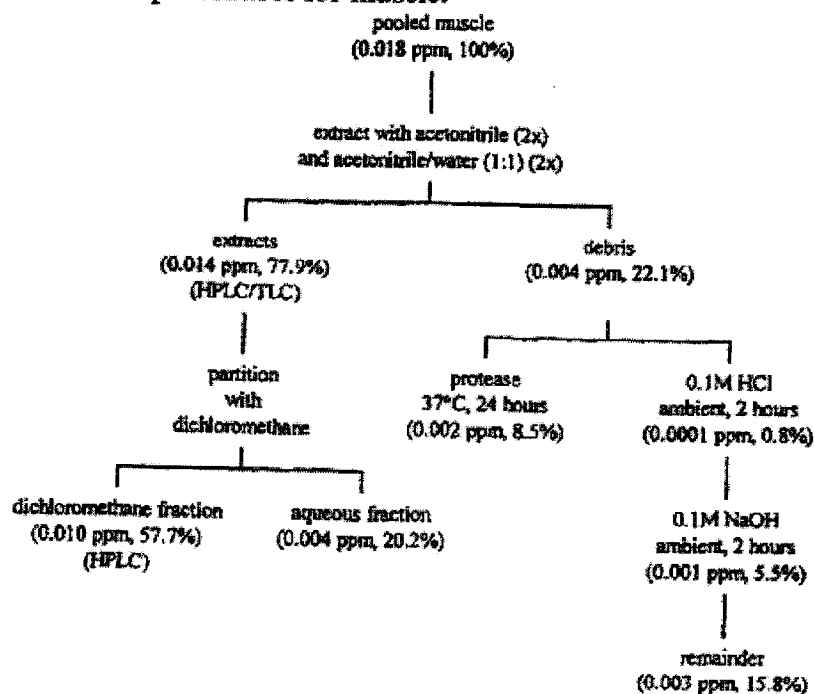 pooled muscle
(0.018 ppm, 100%)
extract with acetonitrile (2x)
and acetonitrile/water (1:1) (2x)
extracts
(0.014 ppm, 77.9%)
(HPLC/TLC)
debris
(0.004 ppm, 22.1%)
partition
with
dichloromethane
protease
37°C, 24 hours
(0.002 ppm, 8.5%)
0.1M HCl
ambient, 2 hours
(0.0001 ppm, 0.8%)
dichloromethane fraction
(0.010 ppm, 57.7%)
(HPLC)
aqueous fraction
(0.004 ppm, 20.2%)
0.1M NaOH
ambient, 2 hours
(0.001 ppm, 5.5%)
remainder
(0.003 ppm, 15.8%)